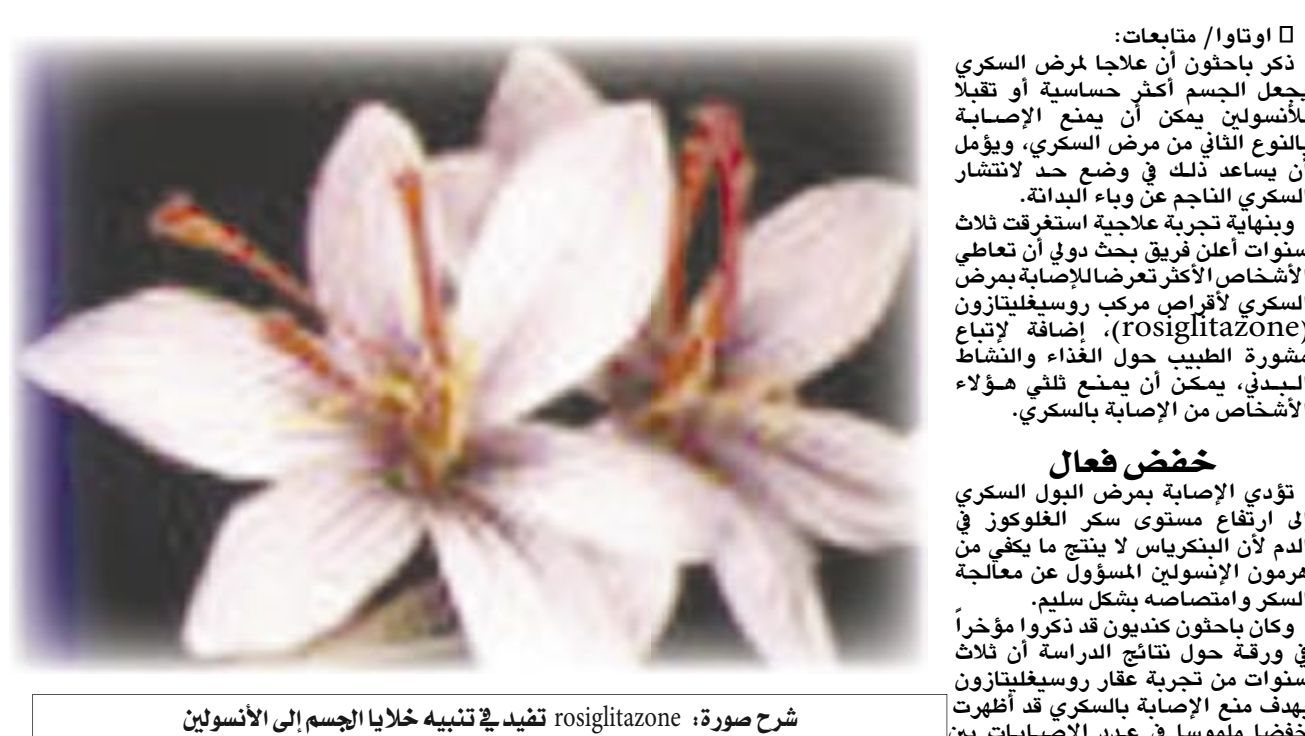 □ اوتاوا/ متابعات:
ذكر باحثون أن علاجا لمرض السكري
يجعل الجسم أكثر حساسية أو تقبلا
للأنسولين يمكن أن يمنع الإصابة
بالنوع الثاني من مرض السكري، ويؤمل
أن يساعد ذلك في وضع حد لانتشار
السكري الناجم عن وباء البدانة.
وبنهاية تجربة علاجية استغرقت ثلاث
سنوات أعلن فريق بحث دولي أن تعاطي
الأشخاص الأكثر تعرضا للإصابة بمرض
السكري لأقراص مركب روسيغليتازون
(rosiglitazone)، إضافة لإتباع
مشورة الطبيب حول الغذاء والنشاط
البدني، يمكن أن يمنع ثلثي هؤلاء
الأشخاص من الإصابة بالسكري.
خفض فعال
تؤدي الإصابة بمرض البول السكري
إلى ارتفاع مستوى سكر الغلوكوز في
الدم لأن البنكرياس لا ينتج ما يكفي من
هرمون الإنسولين المسؤول عن معالجة
السكر وامتصاصه بشكل سليم.
وكان باحثون كنديون قد ذكروا مؤخراً
في ورقة حول نتائج الدراسة أن ثلاث
سنوات من تجربة عقار روسيغليتازون
بهدف منع الإصابة بالسكري قد أظهرت
خفضا ملموسا في عدد الإصابات بين
شرح صورة: rosiglitazone تفيد في تنبيه خلايا الجسم إلى الأنسولين